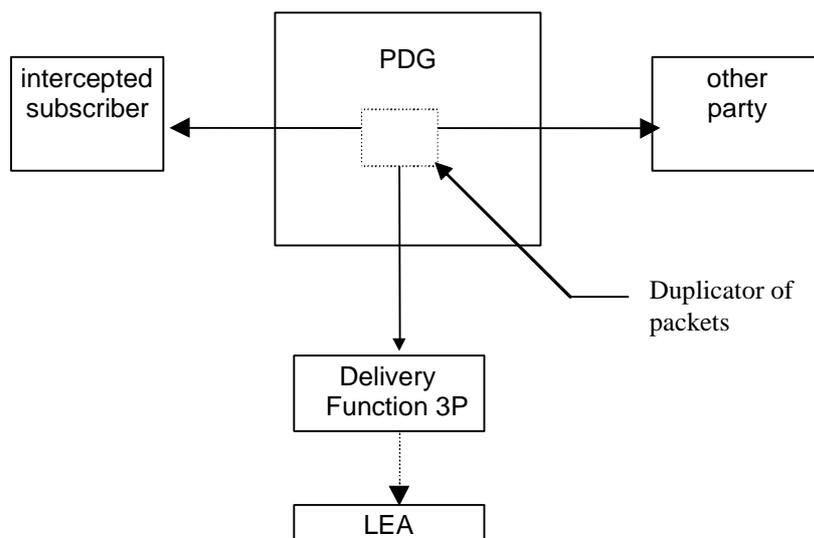 PDG
intercepted
subscriber
other
party
Duplicator of
packets
Delivery
Function 3P
LEA